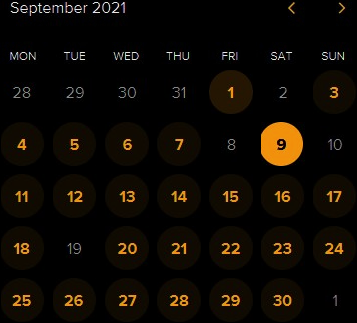 September 2021
MON TUE WED THU FRI SAT SUN
28 29 30 31 1 2 3
4 5 6 7 8 9 10
11 12 13 14 15 16 17
18 19 20 21 22 23 24
25 26 27 28 29 30 1